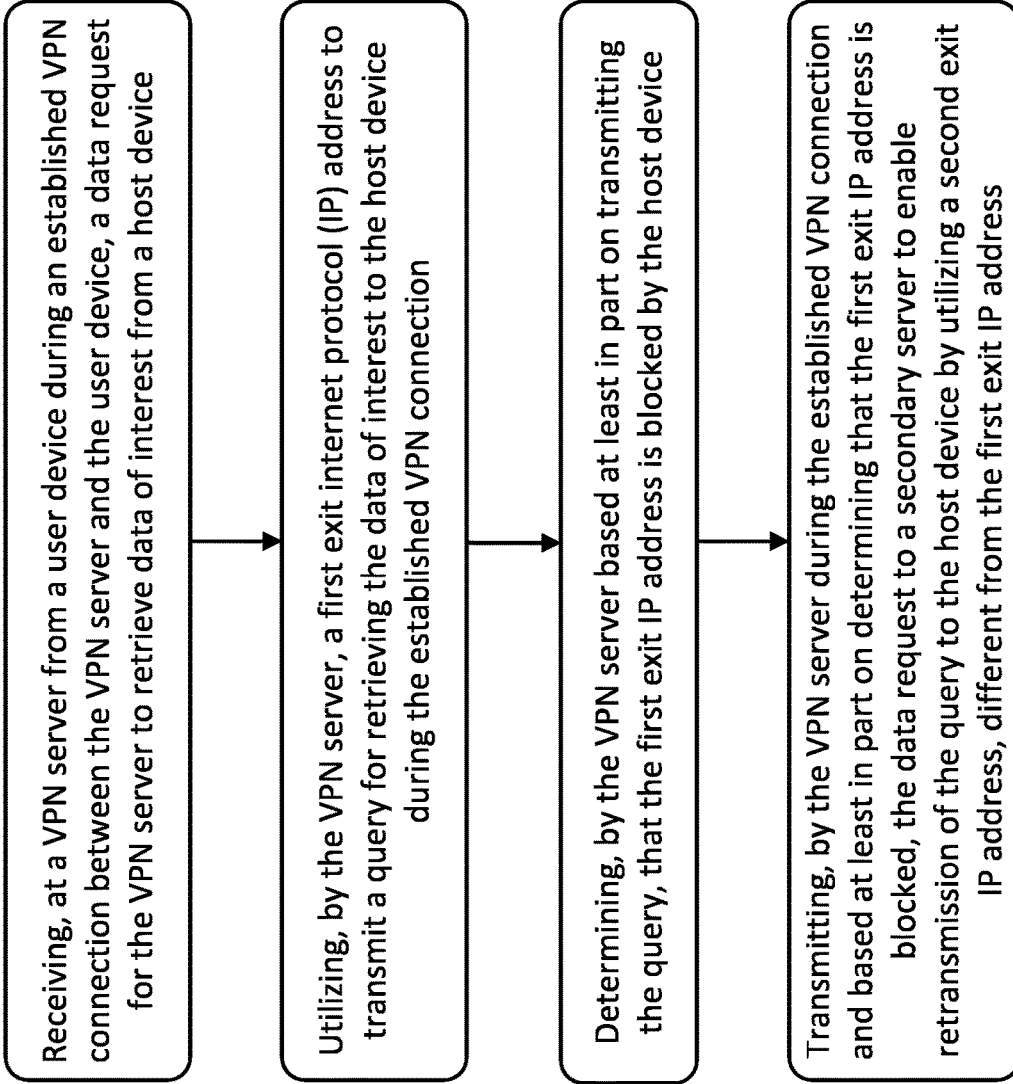 Receiving, at a VPN server from a user device during an established VPN
connection between the VPN server and the user device, a data request
for the VPN server to retrieve data of interest from a host device
Utilizing, by the VPN server, a first exit internet protocol (IP) address to
transmit a query for retrieving the data of interest to the host device
during the established VPN connection
Determining, by the VPN server based at least in part on transmitting
the query, that the first exit IP address is blocked by the host device
Transmitting, by the VPN server during the established VPN connection
and based at least in part on determining that the first exit IP address is
blocked, the data request to a secondary server to enable
retransmission of the query to the host device by utilizing a second exit
IP address, different from the first exit IP address